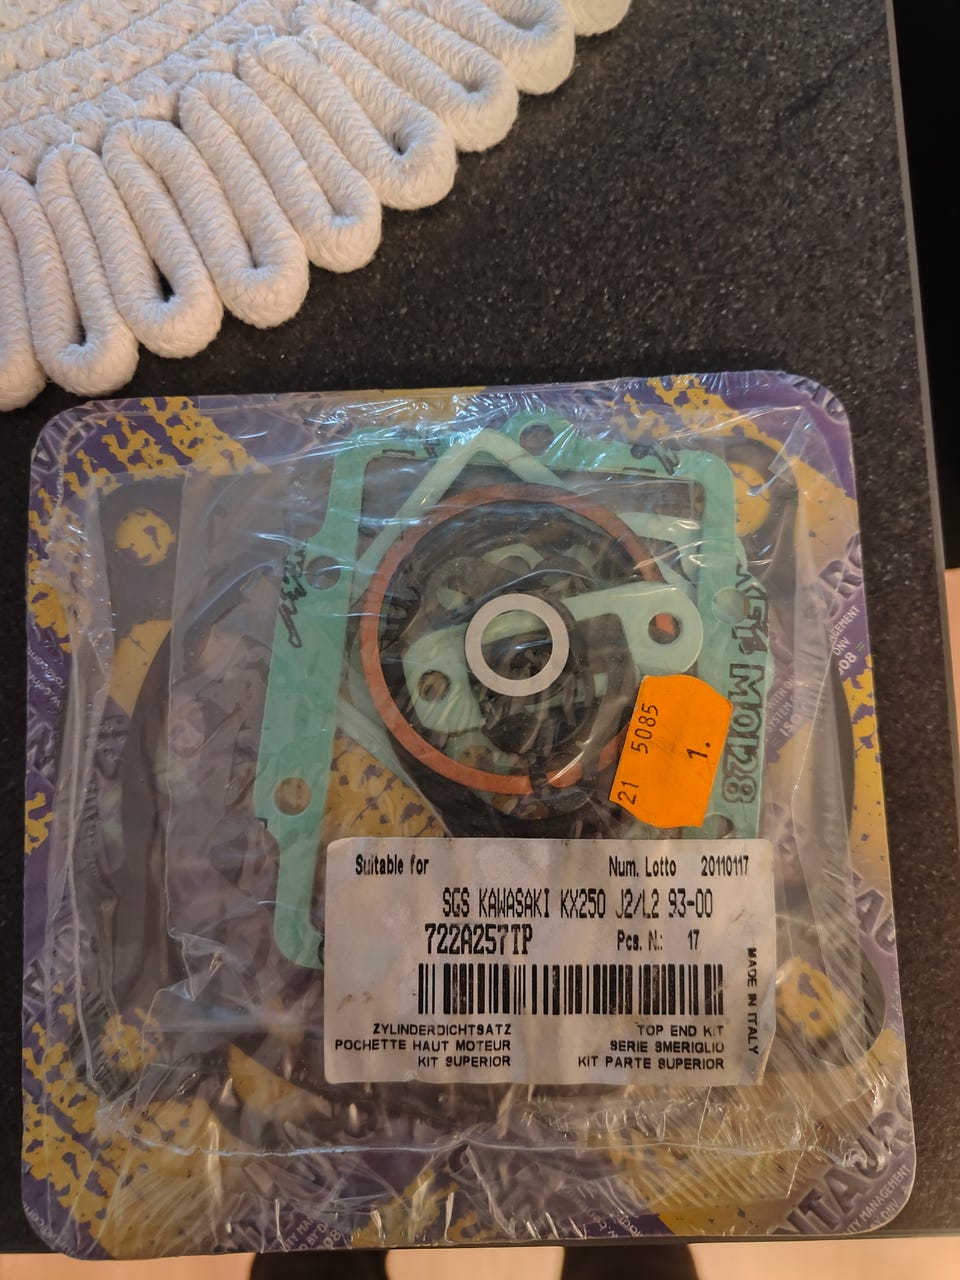 21 5085
1.
Suitable for Num. Lotto 20110117
SGS KAWASAKI KX250 J2/L2 93-00
722A257TP Pcs. N.: 17
MADE IN ITALY
ZYLINDERDICHTSATZ TOP END KIT
POCHETTE HAUT MOTEUR SERIE SMERIGLIO
KIT SUPERIOR KIT PARTE SUPERIOR